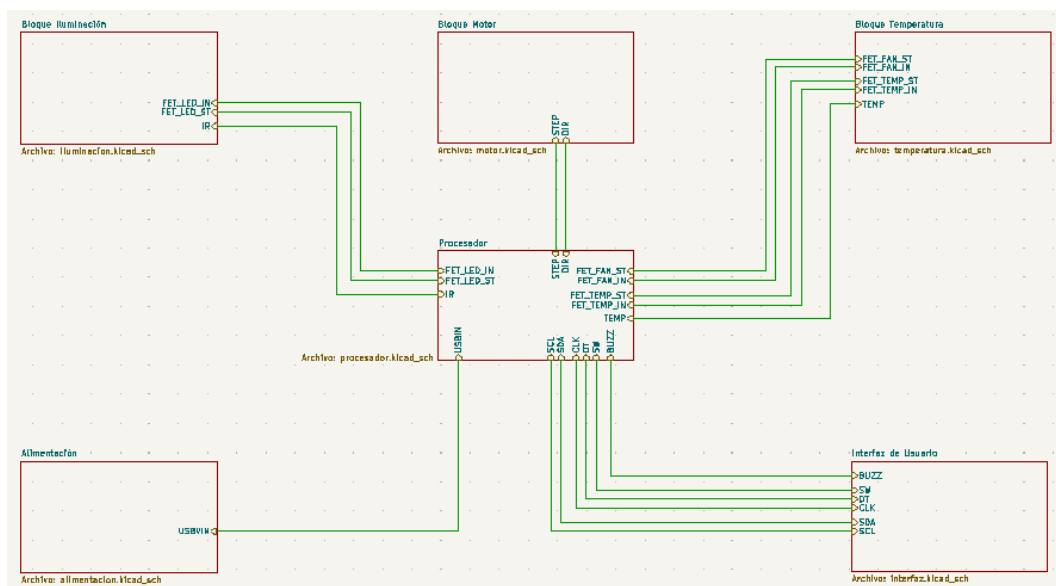 Bloque Iluminación
FET_LED_IN
FET_LED_ST
IR
Archivo: iluminacion.kicad_sch
Bloque Motor
STEP
DIR
Archivo: motor.kicad_sch
Bloque Temperatura
FET_FAN_ST
FET_FAN_IN
FET_TEMP_ST
FET_TEMP_IN
TEMP
Archivo: temperatura.kicad_sch
Procesador
STEP
DIR
FET_LED_IN
FET_LED_ST
IR
FET_FAN_ST
FET_FAN_IN
FET_TEMP_ST
FET_TEMP_IN
TEMP
USBIN
SCL
SDA
CLK
DT
SW
BUZZ
Archivo: procesador.kicad_sch
Alimentación
USBVIN
Archivo: alimentacion.kicad_sch
Interfaz de Usuario
BUZZ
SW
DT
CLK
SDA
SCL
Archivo: interfaz.kicad_sch